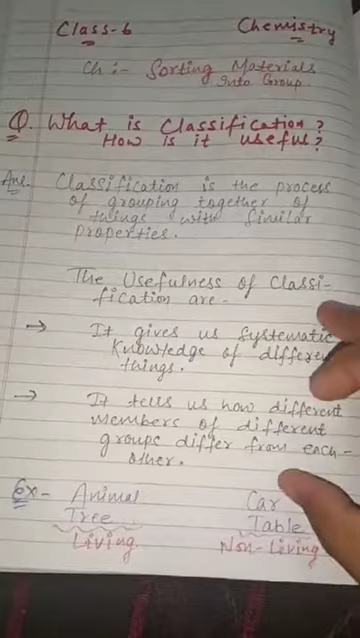 Class-6 Chemistry
Ch:- Sorting Materials
Into Group.
Q. What is Classification?
How is it useful?
Ans. Classification is the process
of grouping together of
things with Similar
properties.
The Usefulness of Classi-
fication are-
→ It gives us Systematic
Knowledge of different
things.
→ It tells us how different
members of different
groups differ from each-
other.
Ex- Animal Car
Tree Table
Living Non-Living